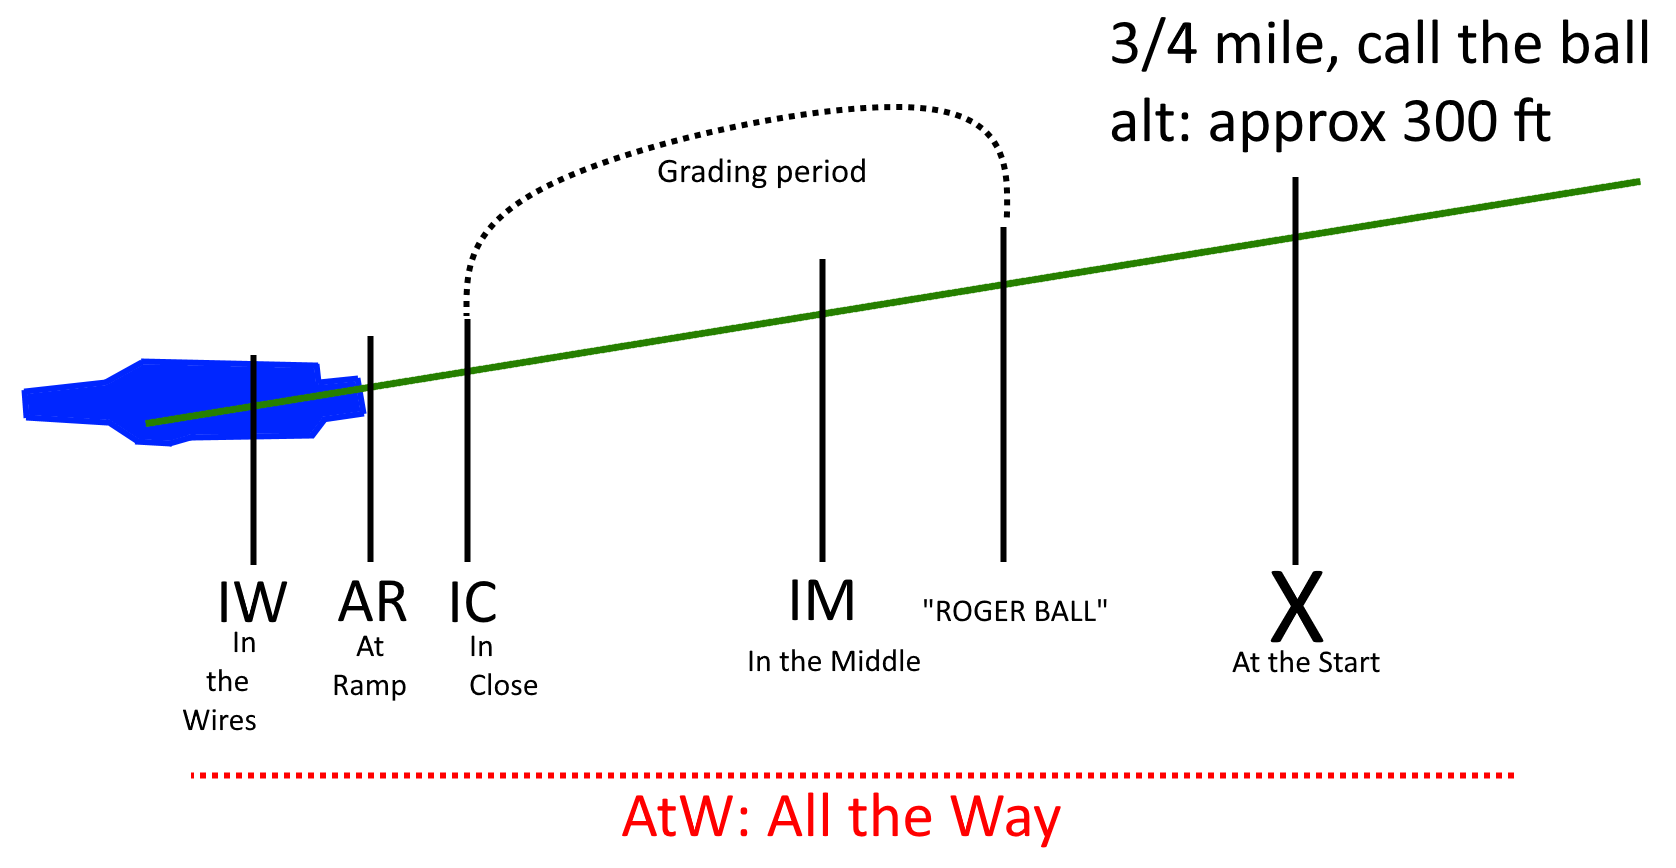 3/4 mile, call the ball
alt: approx 300 ft
Grading period
IW
In
the
Wires
AR
At
Ramp
IC
In
Close
IM
In the Middle
"ROGER BALL"
X
At the Start
AtW: All the Way